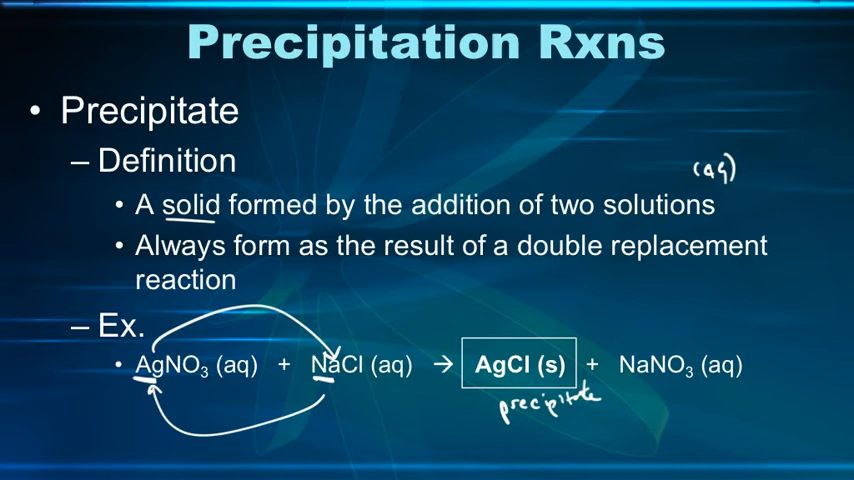 Precipitation Rxns
• Precipitate
– Definition
(aq)
• A solid formed by the addition of two solutions
• Always form as the result of a double replacement
reaction
– Ex.
• AgNO₃ (aq) + NaCl (aq) → AgCl (s) + NaNO₃ (aq)
precipitate